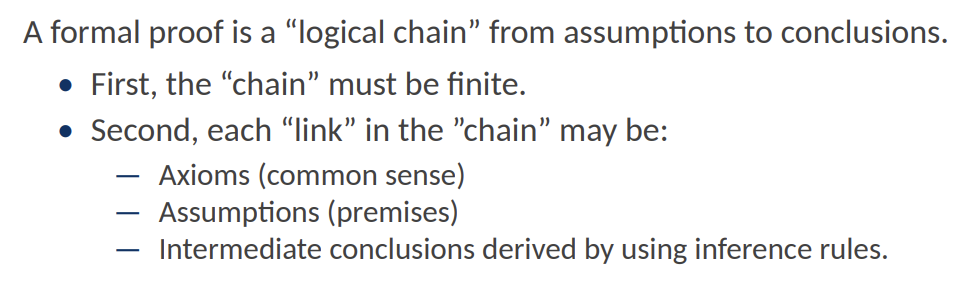 A formal proof is a “logical chain” from assumptions to conclusions.
• First, the “chain” must be finite.
• Second, each “link” in the ”chain” may be:
— Axioms (common sense)
— Assumptions (premises)
— Intermediate conclusions derived by using inference rules.